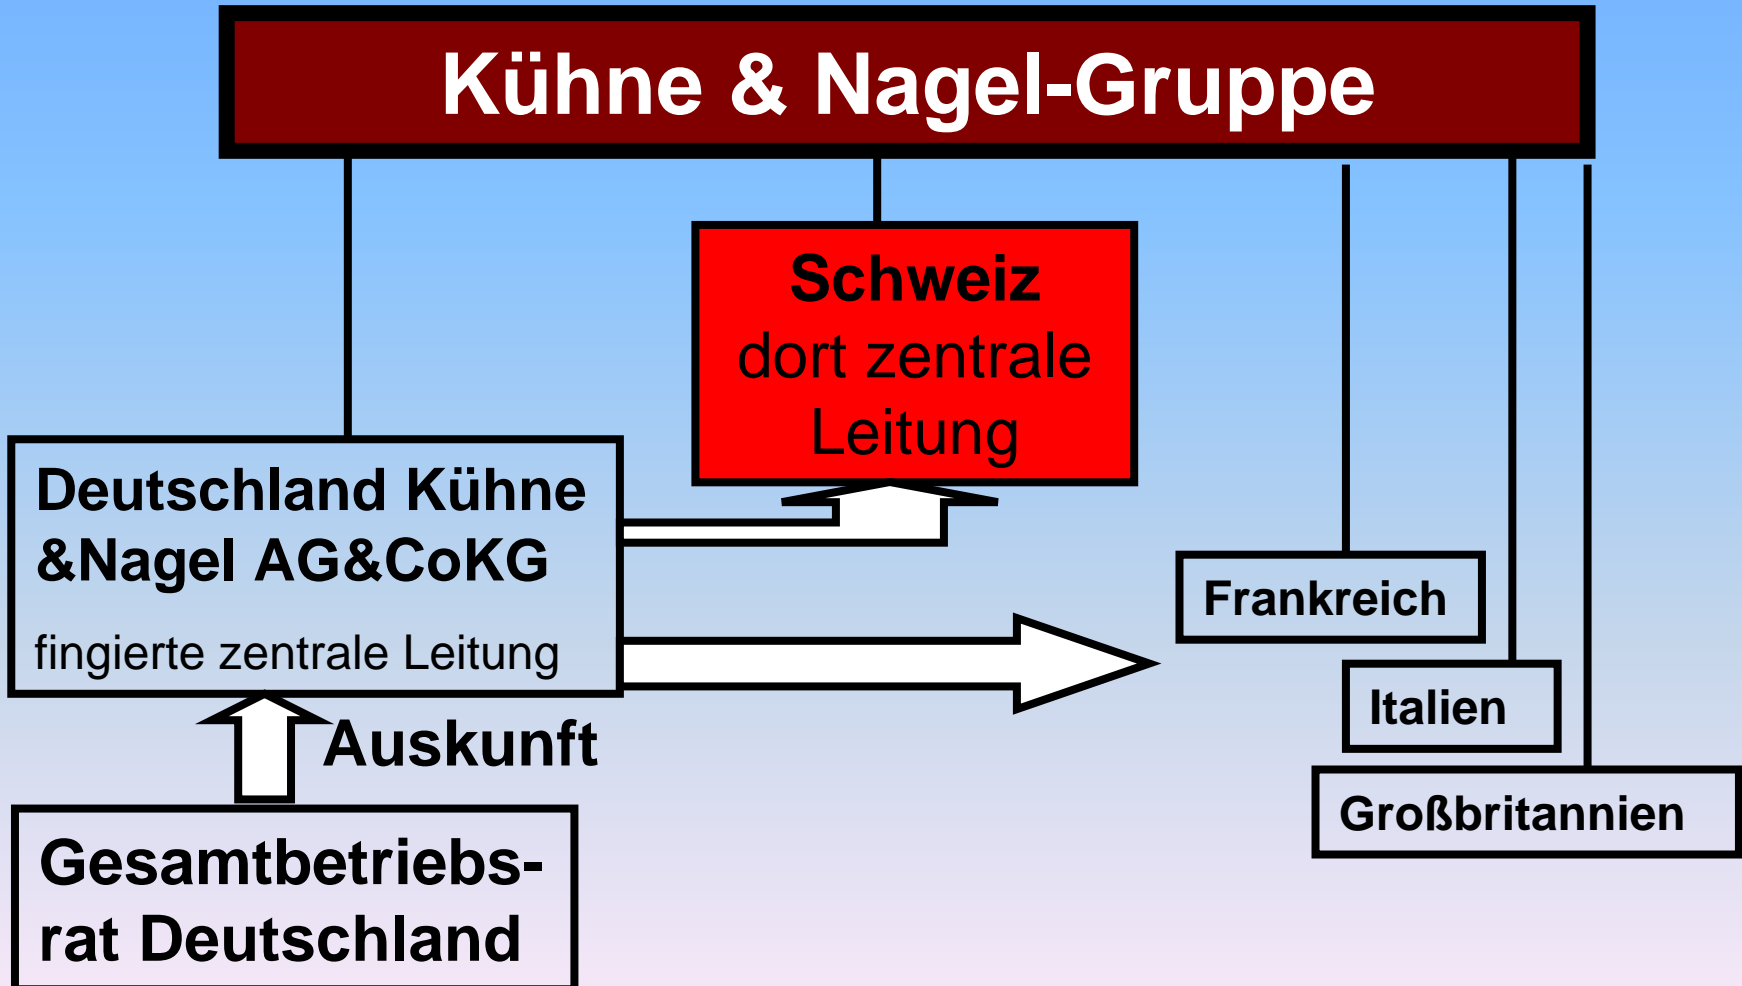 Kühne & Nagel-Gruppe
Schweiz
dort zentrale
Leitung
Deutschland Kühne
&Nagel AG&CoKG
fingierte zentrale Leitung
Frankreich
Italien
Großbritannien
Auskunft
Gesamtbetriebs-
rat Deutschland